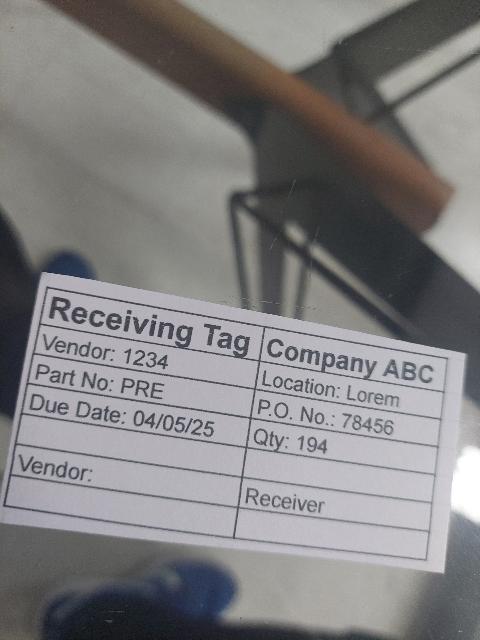 Receiving Tag Company ABC
Vendor: 1234 Location: Lorem
Part No: PRE P.O. No.: 78456
Due Date: 04/05/25 Qty: 194
Vendor: Receiver